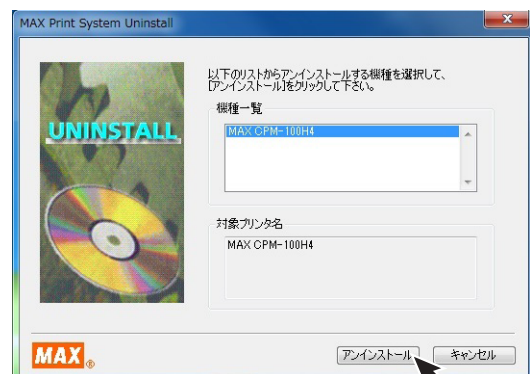 MAX Print System Uninstall
UNINSTALL
以下のリストからアンインストールする機種を選択して、
[アンインストール]をクリックして下さい。
機種一覧
MAX CPM-100H4
対象プリンタ名
MAX CPM-100H4
MAX®
アンインストール
キャンセル